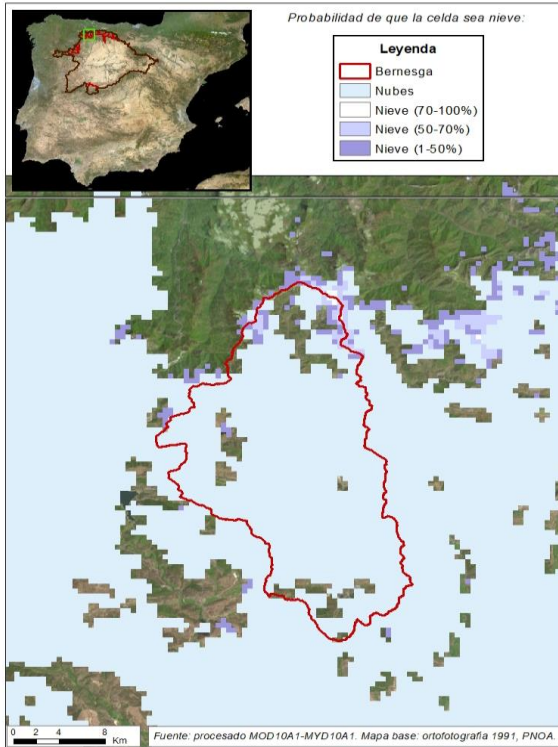 Probabilidad de que la celda sea nieve:
Leyenda
Bernesga
Nubes
Nieve (70-100%)
Nieve (50-70%)
Nieve (1-50%)
0 2 4 8
Km
Fuente: procesado MOD10A1-MYD10A1. Mapa base: ortofotografía 1991, PNOA.